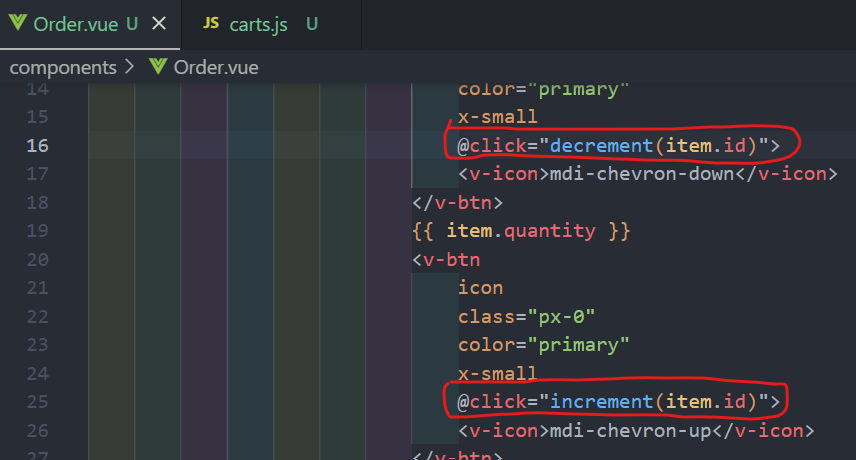 Order.vue U
JS carts.js U
components > Order.vue
14 color="primary"
15 x-small
16 @click="decrement(item.id)">
17 <v-icon>mdi-chevron-down</v-icon>
18 </v-btn>
19 {{ item.quantity }}
20 <v-btn
21 icon
22 class="px-0"
23 color="primary"
24 x-small
25 @click="increment(item.id)">
26 <v-icon>mdi-chevron-up</v-icon>
27 </v-btn>